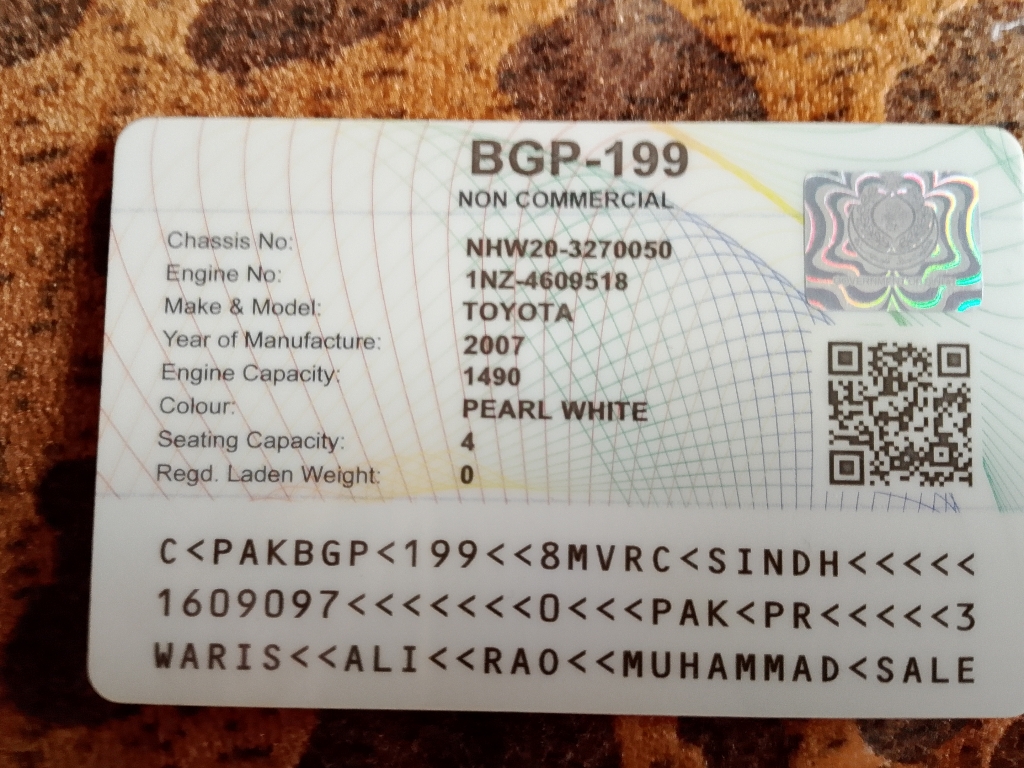 BGP-199
NON COMMERCIAL
Chassis No: NHW20-3270050
Engine No: 1NZ-4609518
Make & Model: TOYOTA
Year of Manufacture: 2007
Engine Capacity: 1490
Colour: PEARL WHITE
Seating Capacity: 4
Regd. Laden Weight: 0
C<PAKBGP<199<<8MVRC<SINDH<<<<<
1609097<<<<<<<0<<<PAK<PR<<<<<3
WARIS<<ALI<<RAO<<MUHAMMAD<SALE